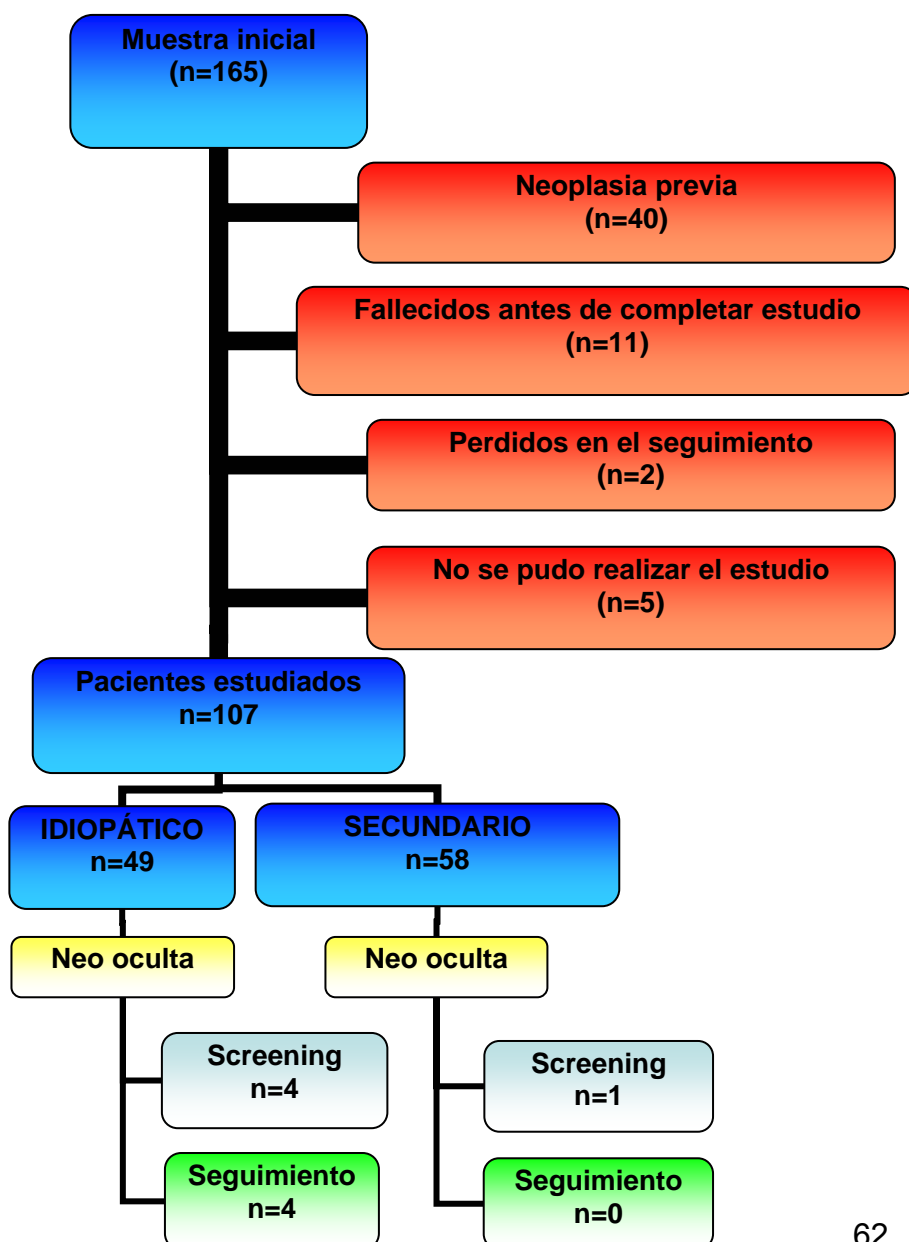 Muestra inicial
(n=165)
Neoplasia previa
(n=40)
Fallecidos antes de completar estudio
(n=11)
Perdidos en el seguimiento
(n=2)
No se pudo realizar el estudio
(n=5)
Pacientes estudiados
n=107
IDIOPÁTICO
n=49
SECUNDARIO
n=58
Neo oculta
Neo oculta
Screening
n=4
Screening
n=1
Seguimiento
n=4
Seguimiento
n=0
62